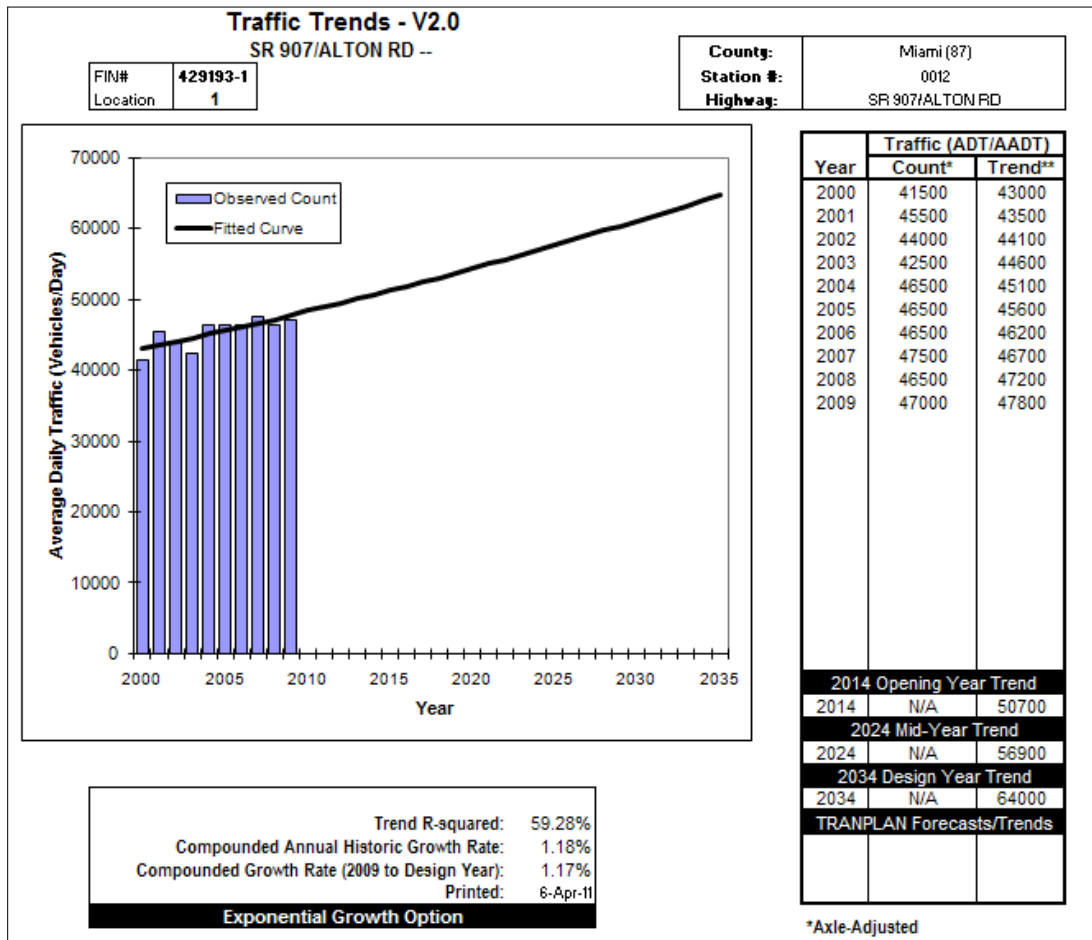 Traffic Trends - V2.0
SR 907/ALTON RD --
FIN# 429193-1
Location 1
County: Miami (87)
Station #: 0012
Highway: SR 907/ALTON RD
Average Daily Traffic (Vehicles/Day)
70000
60000
50000
40000
30000
20000
10000
0
Observed Count
Fitted Curve
2000 2005 2010 2015 2020 2025 2030 2035
Year
Traffic (ADT/AADT)
Year Count* Trend**
2000 41500 43000
2001 45500 43500
2002 44000 44100
2003 42500 44600
2004 46500 45100
2005 46500 45600
2006 46500 46200
2007 47500 46700
2008 46500 47200
2009 47000 47800
2014 Opening Year Trend
2014 N/A 50700
2024 Mid-Year Trend
2024 N/A 56900
2034 Design Year Trend
2034 N/A 64000
TRANPLAN Forecasts/Trends
Trend R-squared: 59.28%
Compounded Annual Historic Growth Rate: 1.18%
Compounded Growth Rate (2009 to Design Year): 1.17%
Printed: 6-Apr-11
Exponential Growth Option
*Axle-Adjusted